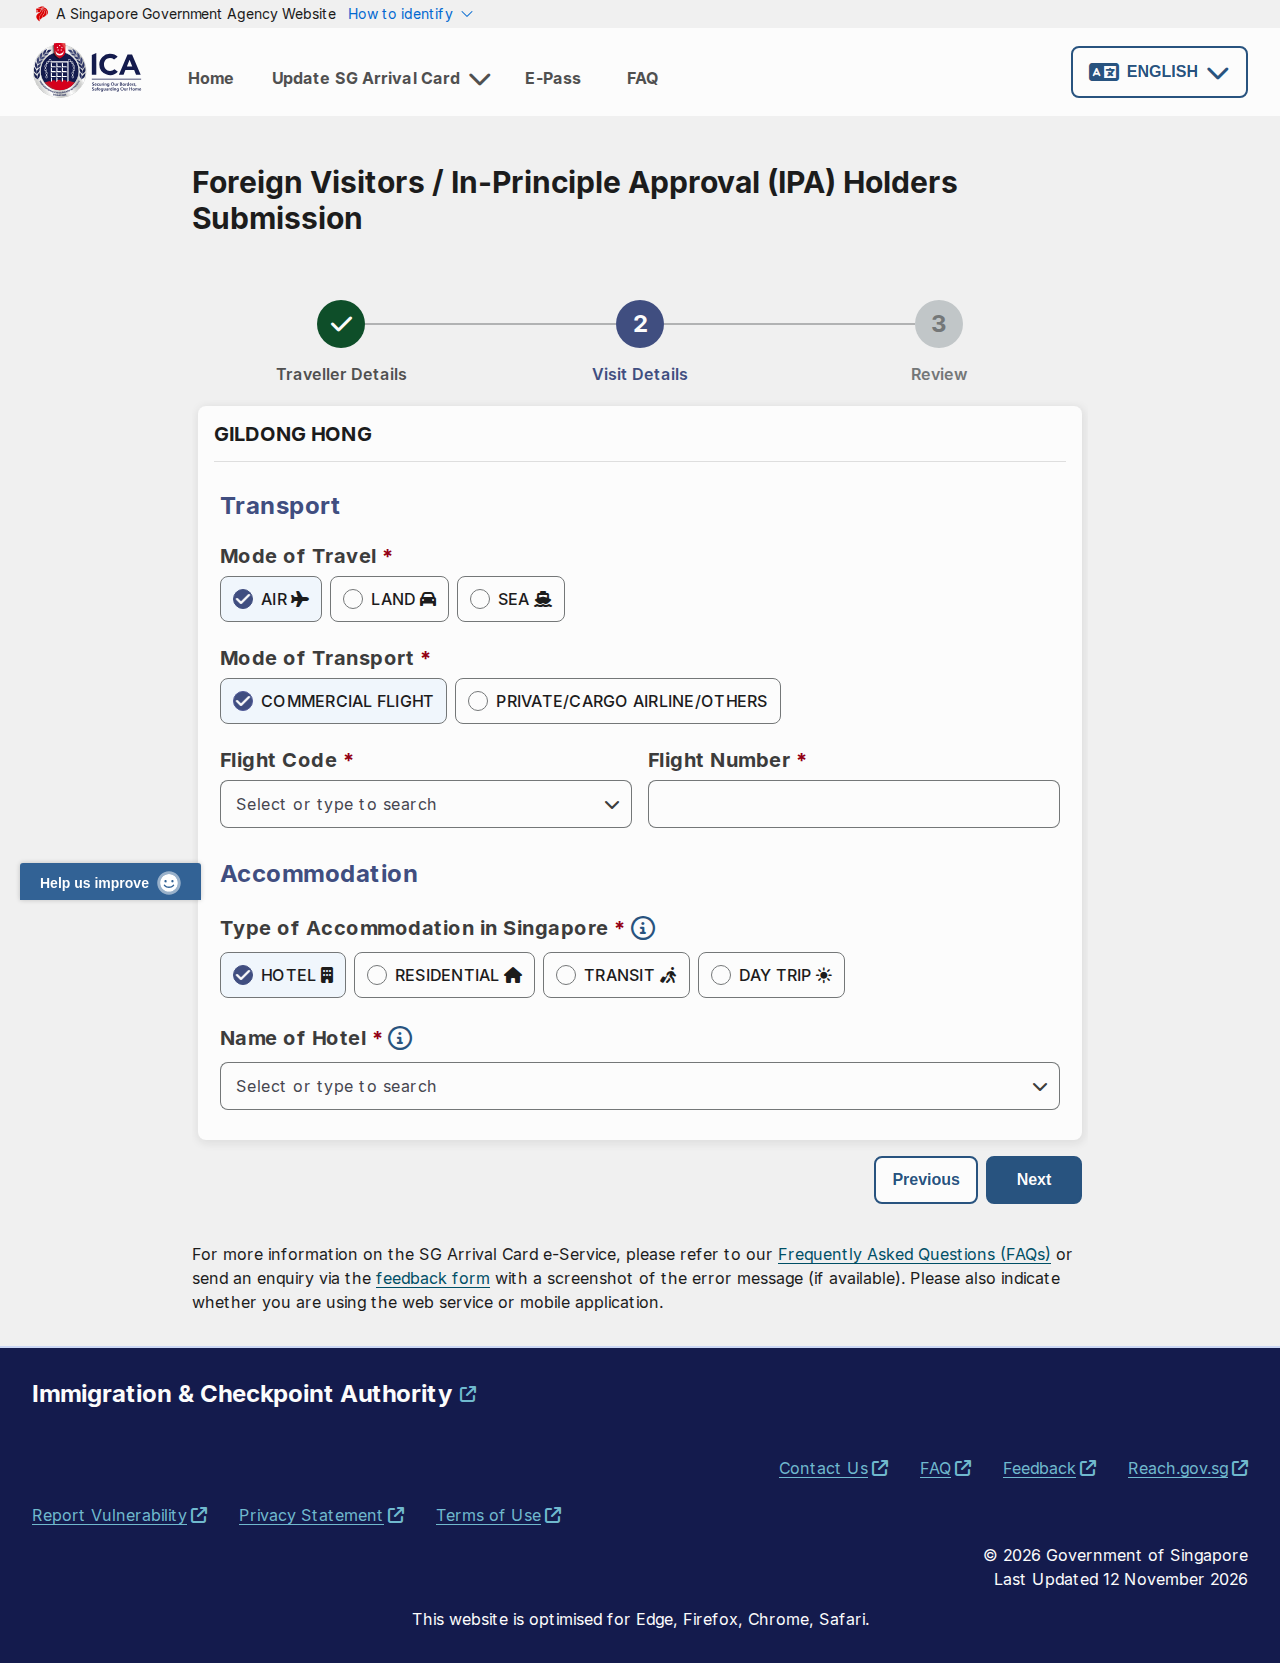 A Singapore Government Agency Website How to identify
ICA
Securing Our Borders,
Safeguarding Our Home
Home Update SG Arrival Card E-Pass FAQ
ENGLISH
Foreign Visitors / In-Principle Approval (IPA) Holders
Submission
2 3
Traveller Details Visit Details Review
GILDONG HONG
Transport
Mode of Travel *
AIR LAND SEA
Mode of Transport *
COMMERCIAL FLIGHT PRIVATE/CARGO AIRLINE/OTHERS
Flight Code * Flight Number *
Select or type to search
Help us improve
Accommodation
Type of Accommodation in Singapore *
HOTEL RESIDENTIAL TRANSIT DAY TRIP
Name of Hotel *
Select or type to search
Previous Next
For more information on the SG Arrival Card e-Service, please refer to our Frequently Asked Questions (FAQs) or
send an enquiry via the feedback form with a screenshot of the error message (if available). Please also indicate
whether you are using the web service or mobile application.
Immigration & Checkpoint Authority
Contact Us FAQ Feedback Reach.gov.sg
Report Vulnerability Privacy Statement Terms of Use
© 2026 Government of Singapore
Last Updated 12 November 2026
This website is optimised for Edge, Firefox, Chrome, Safari.